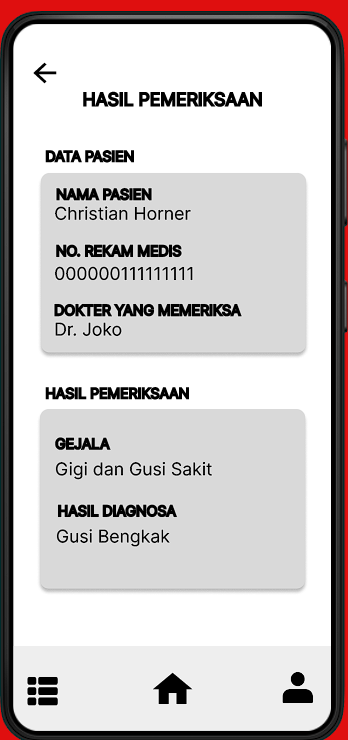 HASIL PEMERIKSAAN
DATA PASIEN
NAMA PASIEN
Christian Horner
NO. REKAM MEDIS
000000111111111
DOKTER YANG MEMERIKSA
Dr. Joko
HASIL PEMERIKSAAN
GEJALA
Gigi dan Gusi Sakit
HASIL DIAGNOSA
Gusi Bengkak